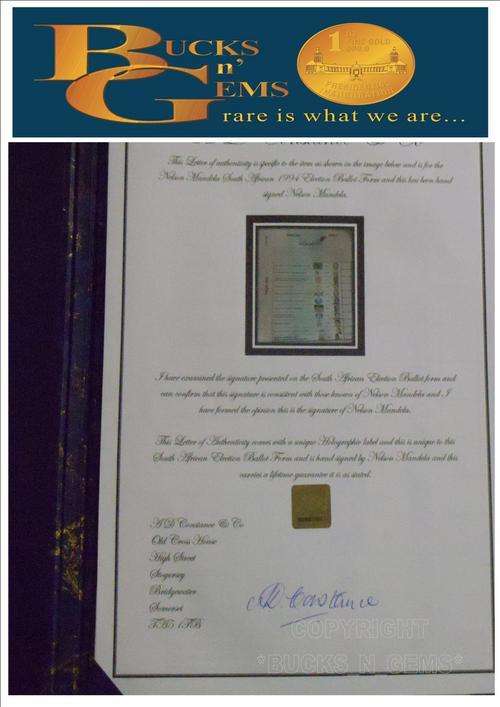 BUCKS
n'
GEMS
rare is what we are...
1
This Letter of authenticity is specific to the item as shown in the image below and is for the
Nelson Mandela South African 1994 Election Ballot Form and this has been hand
signed Nelson Mandela.
I have examined the signature presented on the South African Election Ballot form and
can confirm that this signature is consistent with those known of Nelson Mandela and I
have formed the opinion this is the signature of Nelson Mandela.
This Letter of Authenticity comes with a unique Holographic label and this is unique to this
South African Election Ballot Form and is hand signed by Nelson Mandela and this
carries a lifetime guarantee it is as stated.
A D Constance & Co
Old Cross House
High Street
Stogursey
Bridgewater
Somerset
TA5 1TB
A D. Constance
COPYRIGHT
*BUCKS_N_GEMS*